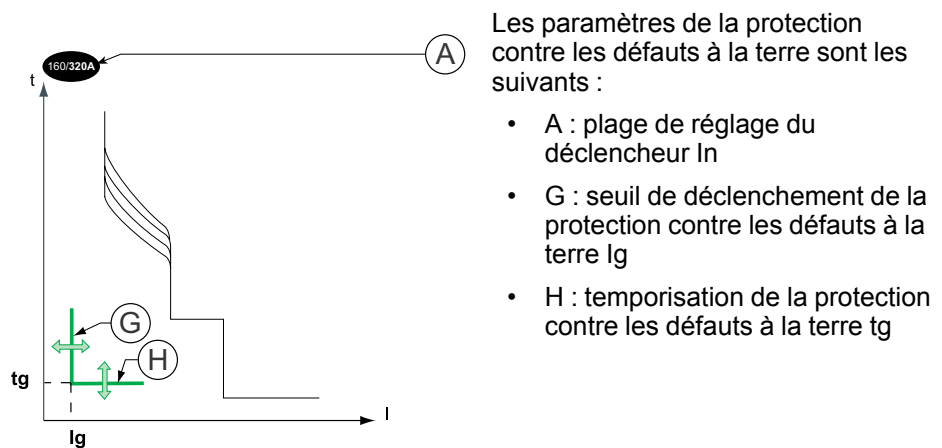 160/320A
A
t
G
H
tg
Ig
I
Les paramètres de la protection
contre les défauts à la terre sont les
suivants :
• A : plage de réglage du
déclencheur In
• G : seuil de déclenchement de la
protection contre les défauts à la
terre Ig
• H : temporisation de la protection
contre les défauts à la terre tg